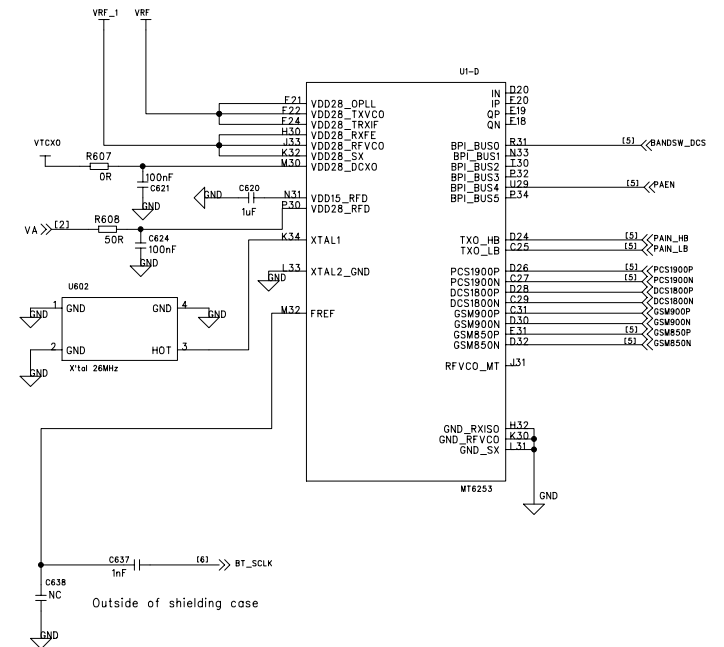 VRF_1 VRF
U1-D
F21 VDD28_OPLL
F22 VDD28_TXVCO
F24 VDD28_TRXIF
H30 VDD28_RXFE
J33 VDD28_RFVCO
K32 VDD28_SX
M30 VDD28_DCXO
N31 VDD15_RFD
P30 VDD28_RFD
K34 XTAL1
L33 XTAL2_GND
M32 FREF
IN D20
IP F20
QP E19
QN E18
BPI_BUS0 R31 [5] BANDSW_DCS
BPI_BUS1 N33
BPI_BUS2 T30
BPI_BUS3 P32
BPI_BUS4 U29 [5] PAEN
BPI_BUS5 P34
TXO_HB D24 [5] PAIN_HB
TXO_LB C25 [5] PAIN_LB
PCS1900P D26 [5] PCS1900P
PCS1900N C27 [5] PCS1900N
DCS1800P D28 DCS1800P
DCS1800N C29 DCS1800N
GSM900P C31 GSM900P
GSM900N D30 GSM900N
GSM850P E31 [5] GSM850P
GSM850N D32 [5] GSM850N
RFVCO_MT J31
GND_RXISO H32
GND_RFVCO K30
GND_SX L31
MT6253
GND
VTCXO
R607
0R
100nF
C621
GND
GND
C620
1uF
VA [2]
R608
50R
C624
100nF
GND
GND
U602
1 GND GND 4
GND GND
2 GND HOT 3
GND
X'tal 26MHz
C637
1nF
[6] BT_SCLK
C638
NC
GND
Outside of shielding case